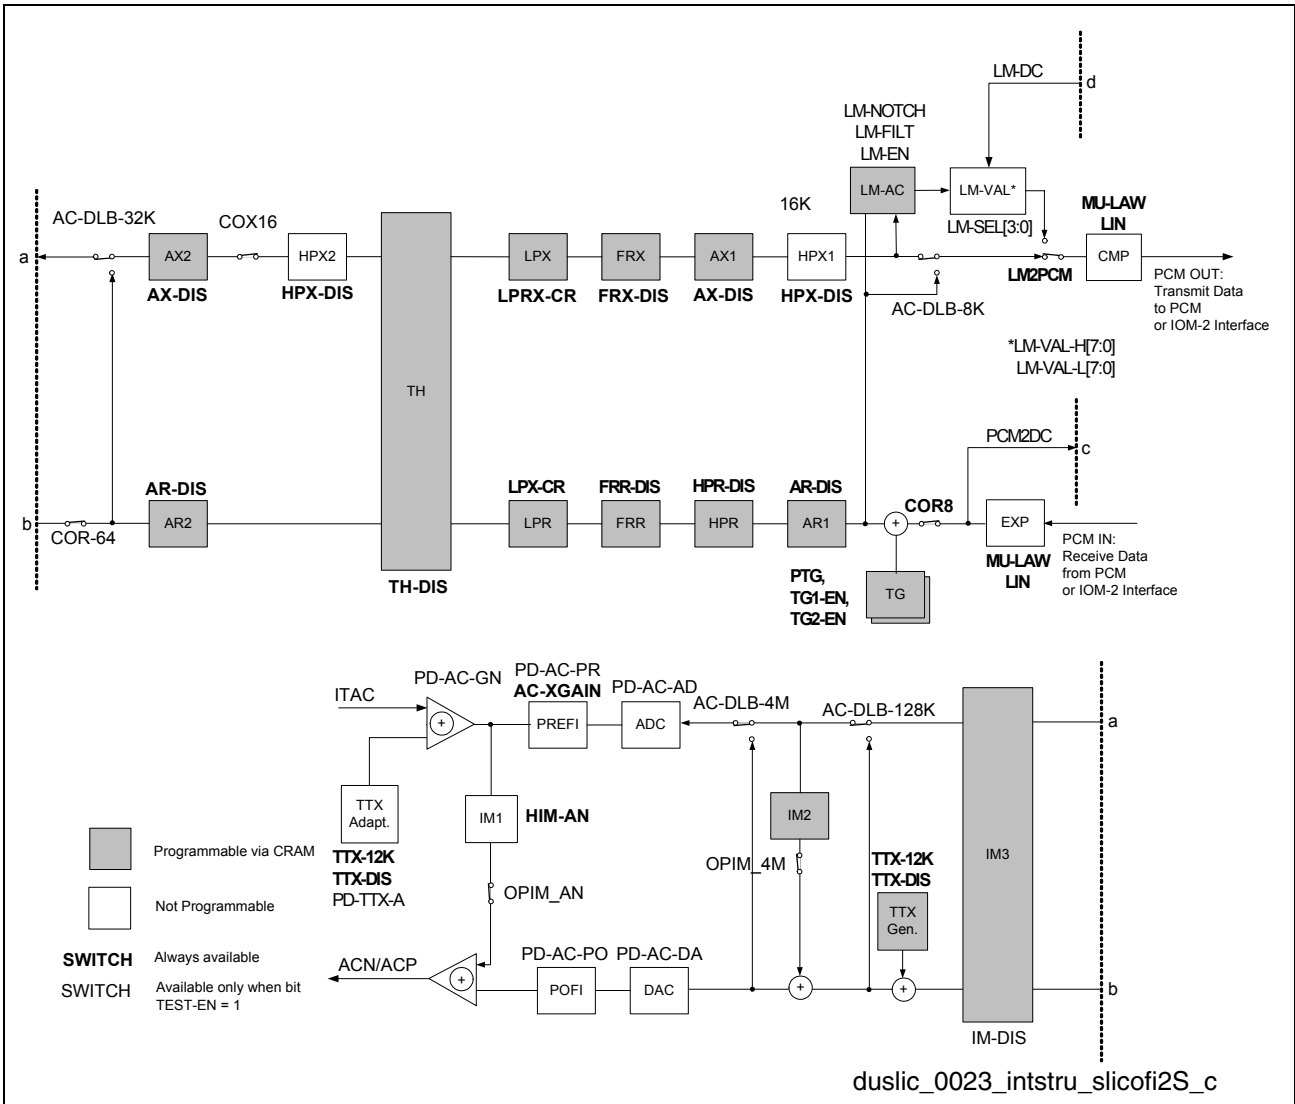 LM-DC
d
LM-NOTCH
LM-FILT
LM-EN
LM-AC
LM-VAL*
LM-SEL[3:0]
16K
MU-LAW
LIN
AC-DLB-32K
COX16
a
AX2
HPX2
LPX
FRX
AX1
HPX1
CMP
AX-DIS
HPX-DIS
LPRX-CR
FRX-DIS
AX-DIS
HPX-DIS
LM2PCM
AC-DLB-8K
PCM OUT:
Transmit Data
to PCM
or IOM-2 Interface
*LM-VAL-H[7:0]
LM-VAL-L[7:0]
TH
PCM2DC
c
AR-DIS
LPX-CR
FRR-DIS
HPR-DIS
AR-DIS
COR8
b
AR2
LPR
FRR
HPR
AR1
+
EXP
COR-64
MU-LAW
LIN
PCM IN:
Receive Data
from PCM
or IOM-2 Interface
TH-DIS
PTG,
TG1-EN,
TG2-EN
TG
PD-AC-GN
PD-AC-PR
AC-XGAIN
PD-AC-AD
ITAC
AC-DLB-4M
AC-DLB-128K
+
PREFI
ADC
a
TTX
Adapt.
IM1
HIM-AN
IM2
IM3
Programmable via CRAM
TTX-12K
TTX-DIS
PD-TTX-A
OPIM_4M
TTX-12K
TTX-DIS
OPIM_AN
Not Programmable
TTX
Gen.
SWITCH
Always available
ACN/ACP
PD-AC-PO
PD-AC-DA
SWITCH
Available only when bit
TEST-EN = 1
+
POFI
DAC
+
+
b
IM-DIS
duslic_0023_intstru_slicofi2S_c